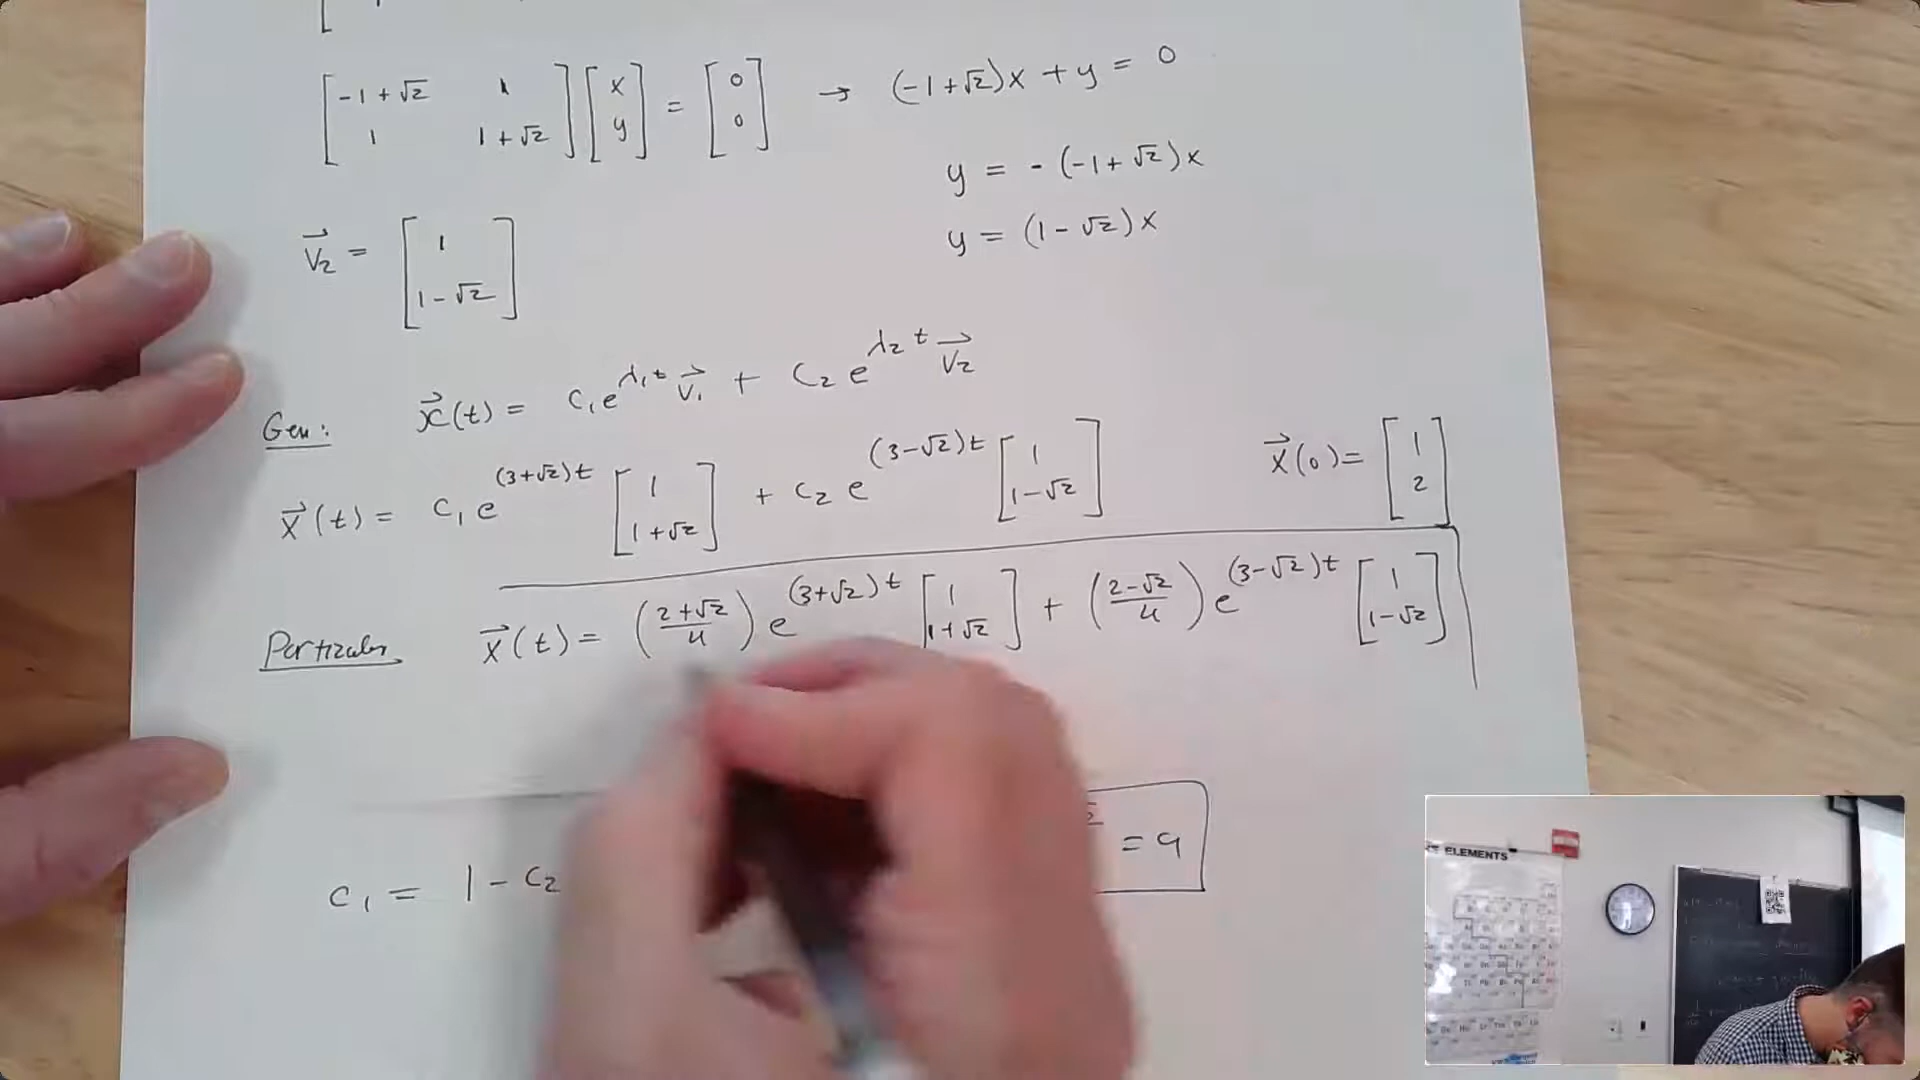 [-1+√2 1; 1 1+√2] [x; y] = [0; 0] → (-1+√2)x + y = 0
y = -(-1+√2)x
y = (1-√2)x
v⃗₂ = [1; 1-√2]
Gen: x⃗(t) = c₁e^(λ₁t) v⃗₁ + c₂e^(λ₂t) v⃗₂
x⃗(t) = c₁e^((3+√2)t) [1; 1+√2] + c₂e^((3-√2)t) [1; 1-√2]
x⃗(0) = [1; 2]
Particular x⃗(t) = ((2+√2)/4) e^((3+√2)t) [1; 1+√2] + ((2-√2)/4) e^((3-√2)t) [1; 1-√2]
c₁ = 1 - c₂
ELEMENTS